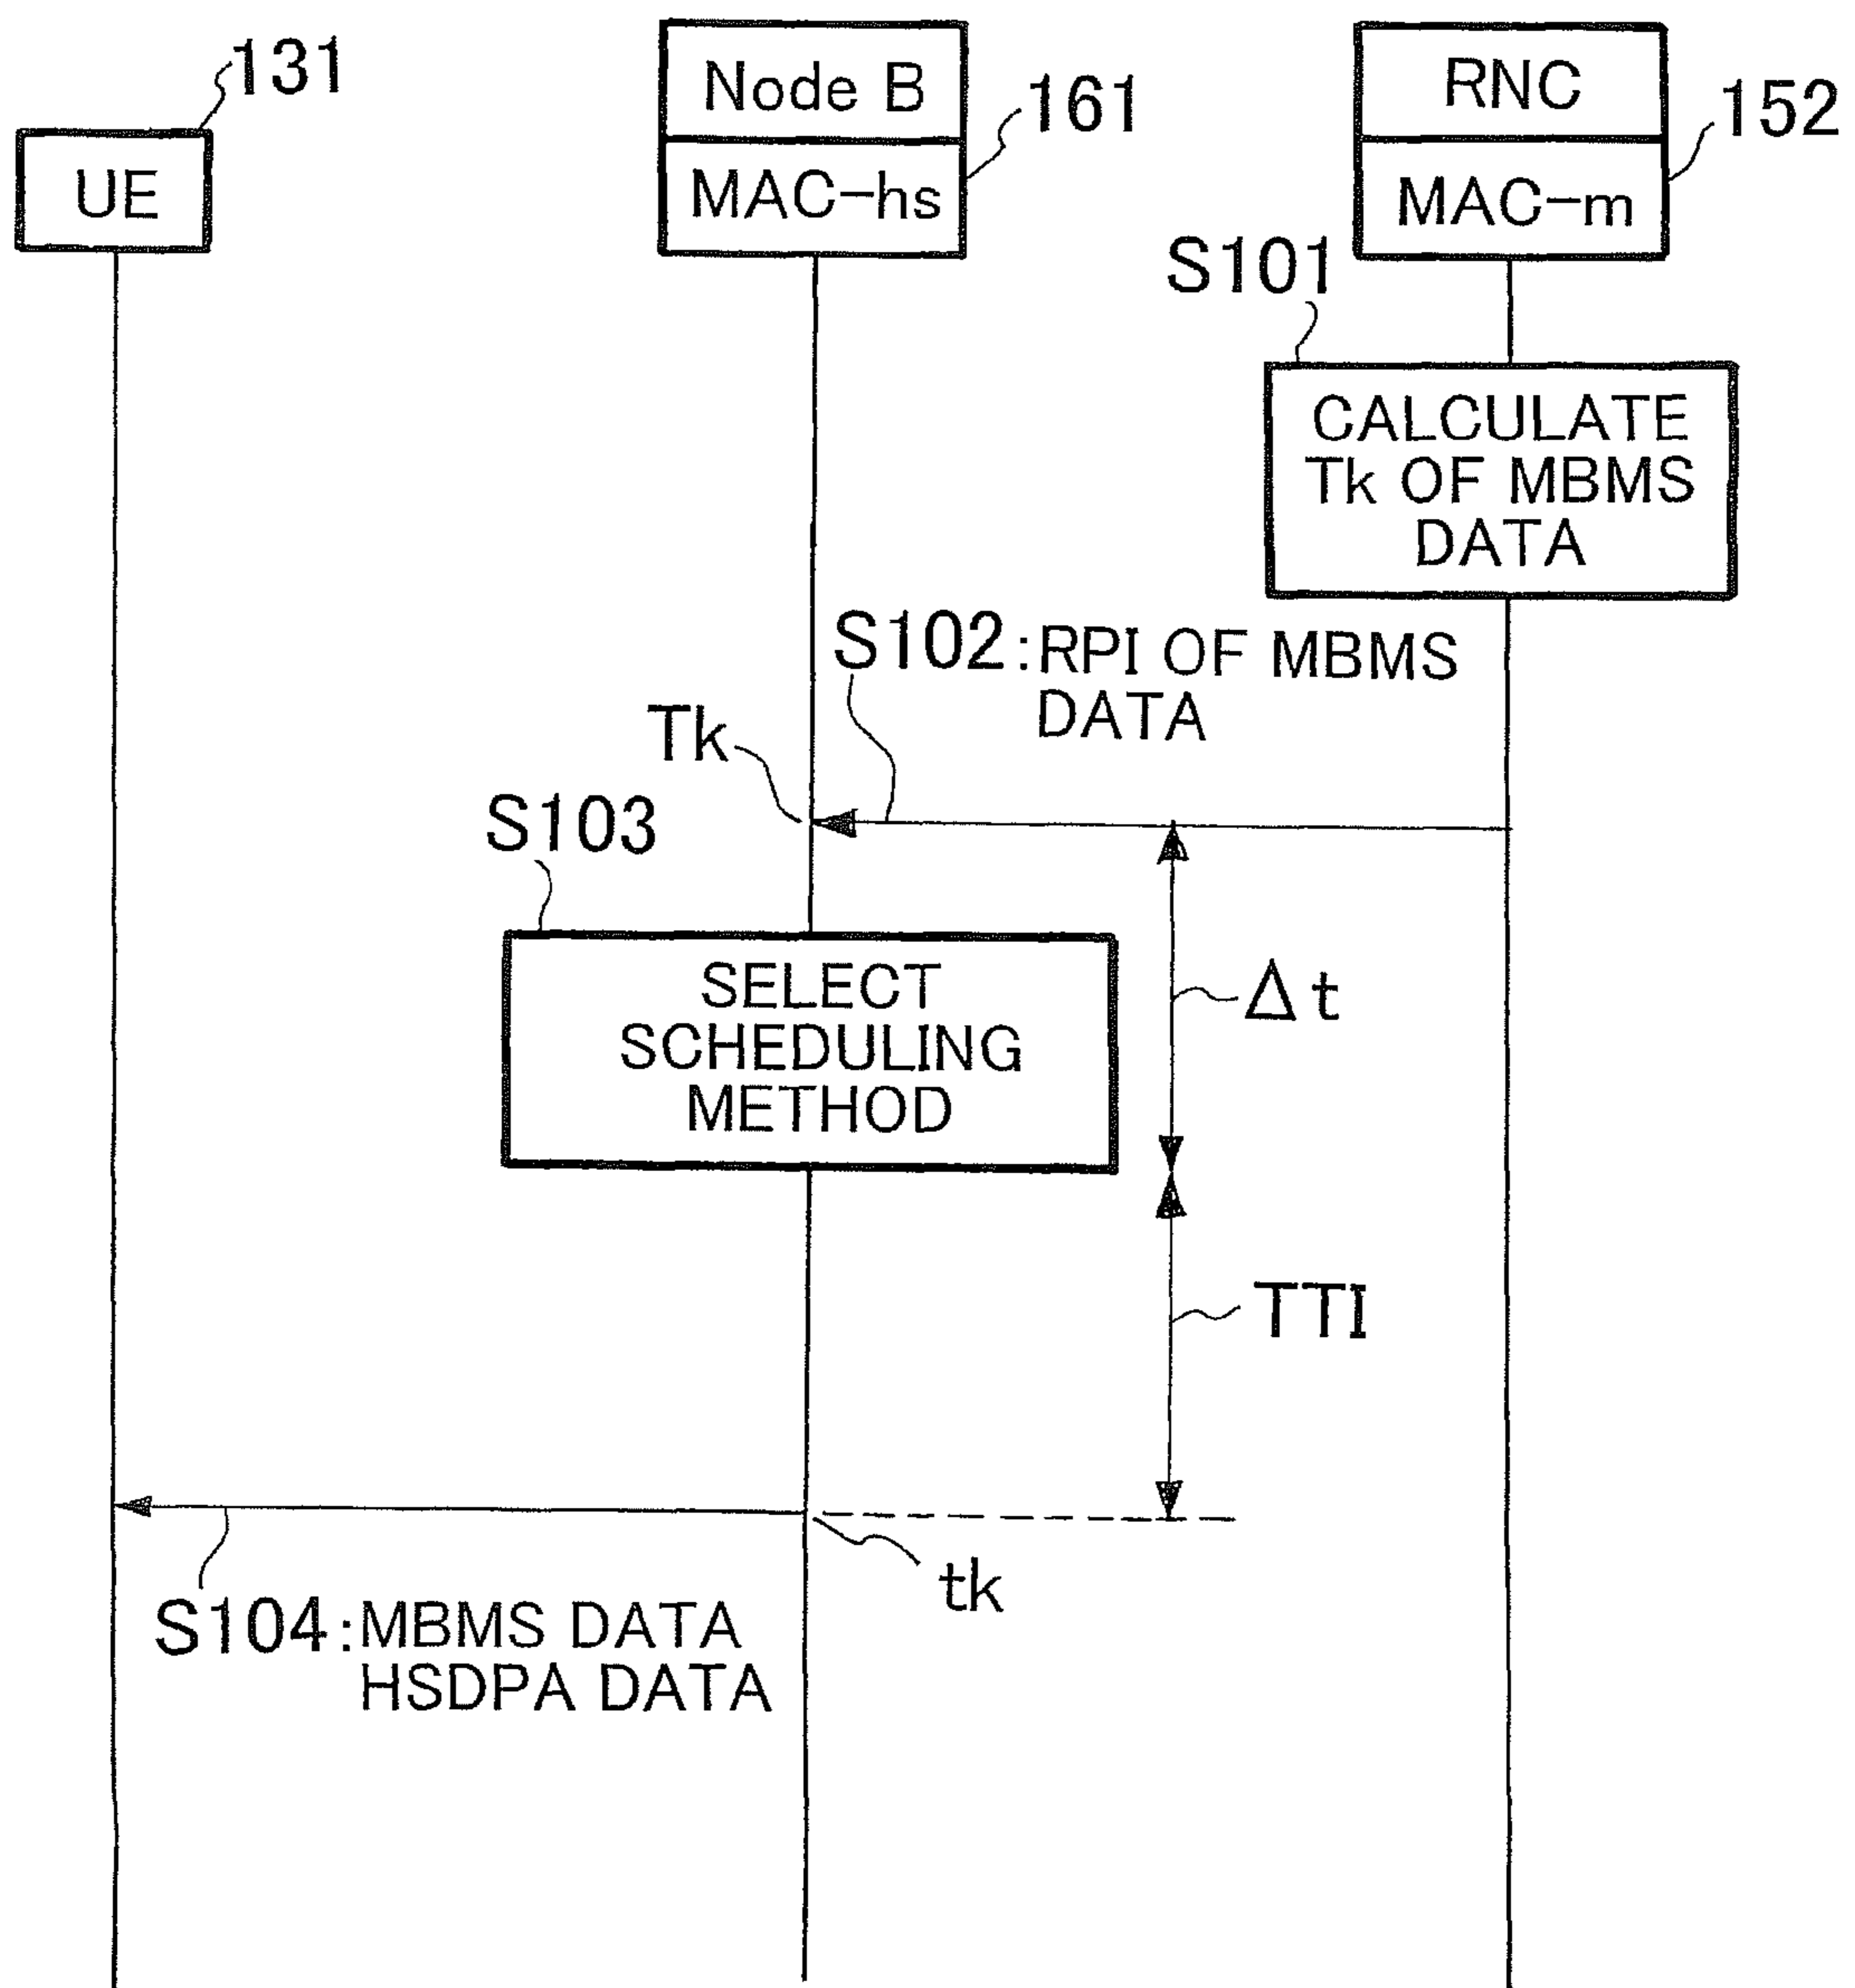 131
UE
Node B
MAC-hs
161
RNC
MAC-m
152
S101
CALCULATE
Tk OF MBMS
DATA
S102:RPI OF MBMS
DATA
Tk
S103
SELECT
SCHEDULING
METHOD
Δt
TTI
tk
S104:MBMS DATA
HSDPA DATA